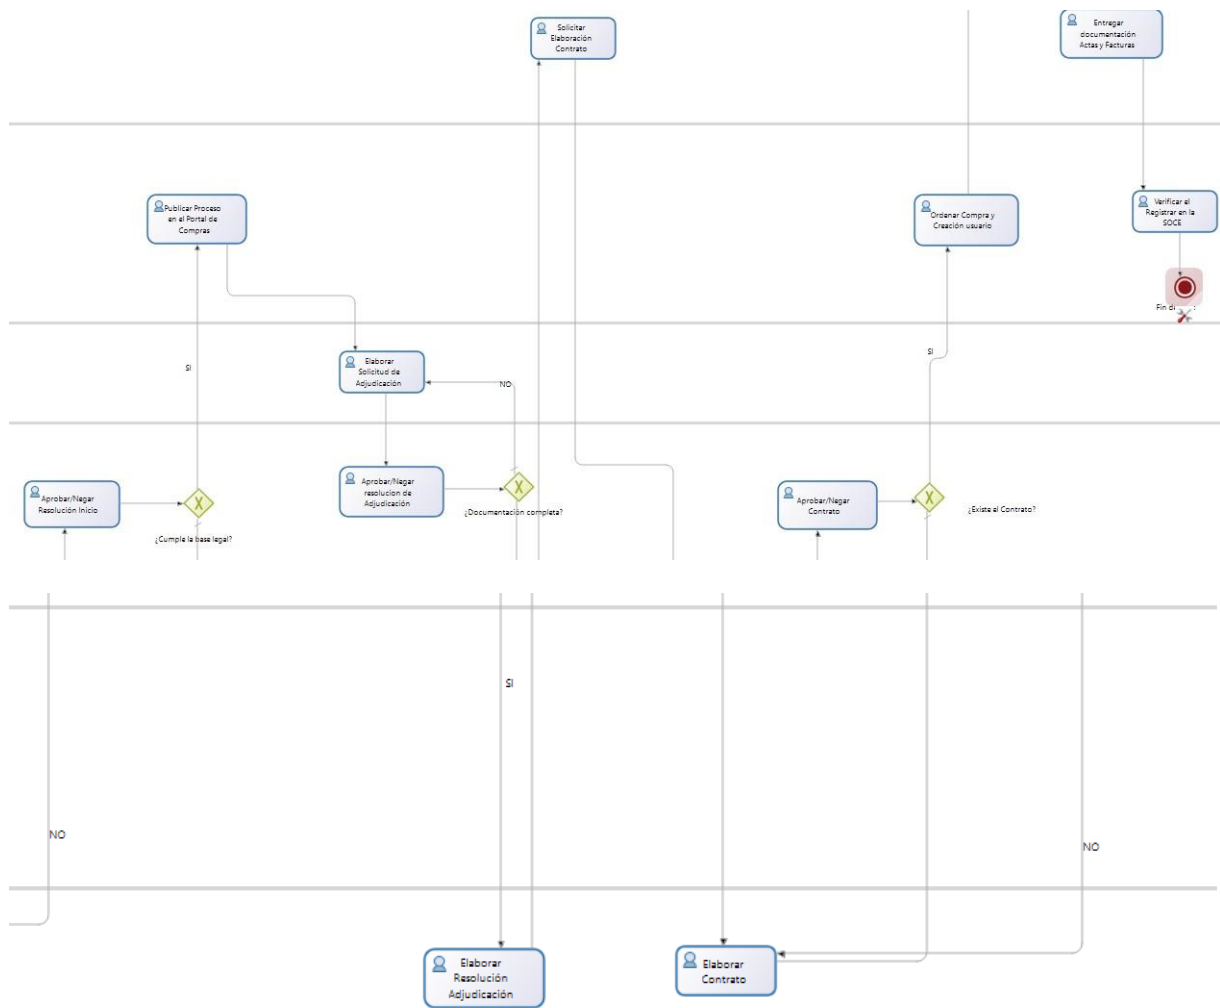 Solicitar
Elaboración
Contrato
Entregar
documentación
Actas y Facturas
Publicar Proceso
en el Portal de
Compras
Ordenar Compra y
Creación usuario
Verificar el
Registrar en la
SOCE
Fin
SI
Elaborar
Solicitud de
Adjudicación
NO
SI
Aprobar/Negar
Resolución Inicio
¿Cumple la base legal?
Aprobar/Negar
resolucion de
Adjudicación
¿Documentación completa?
Aprobar/Negar
Contrato
¿Existe el Contrato?
SI
NO
NO
Elaborar
Resolución
Adjudicación
Elaborar
Contrato